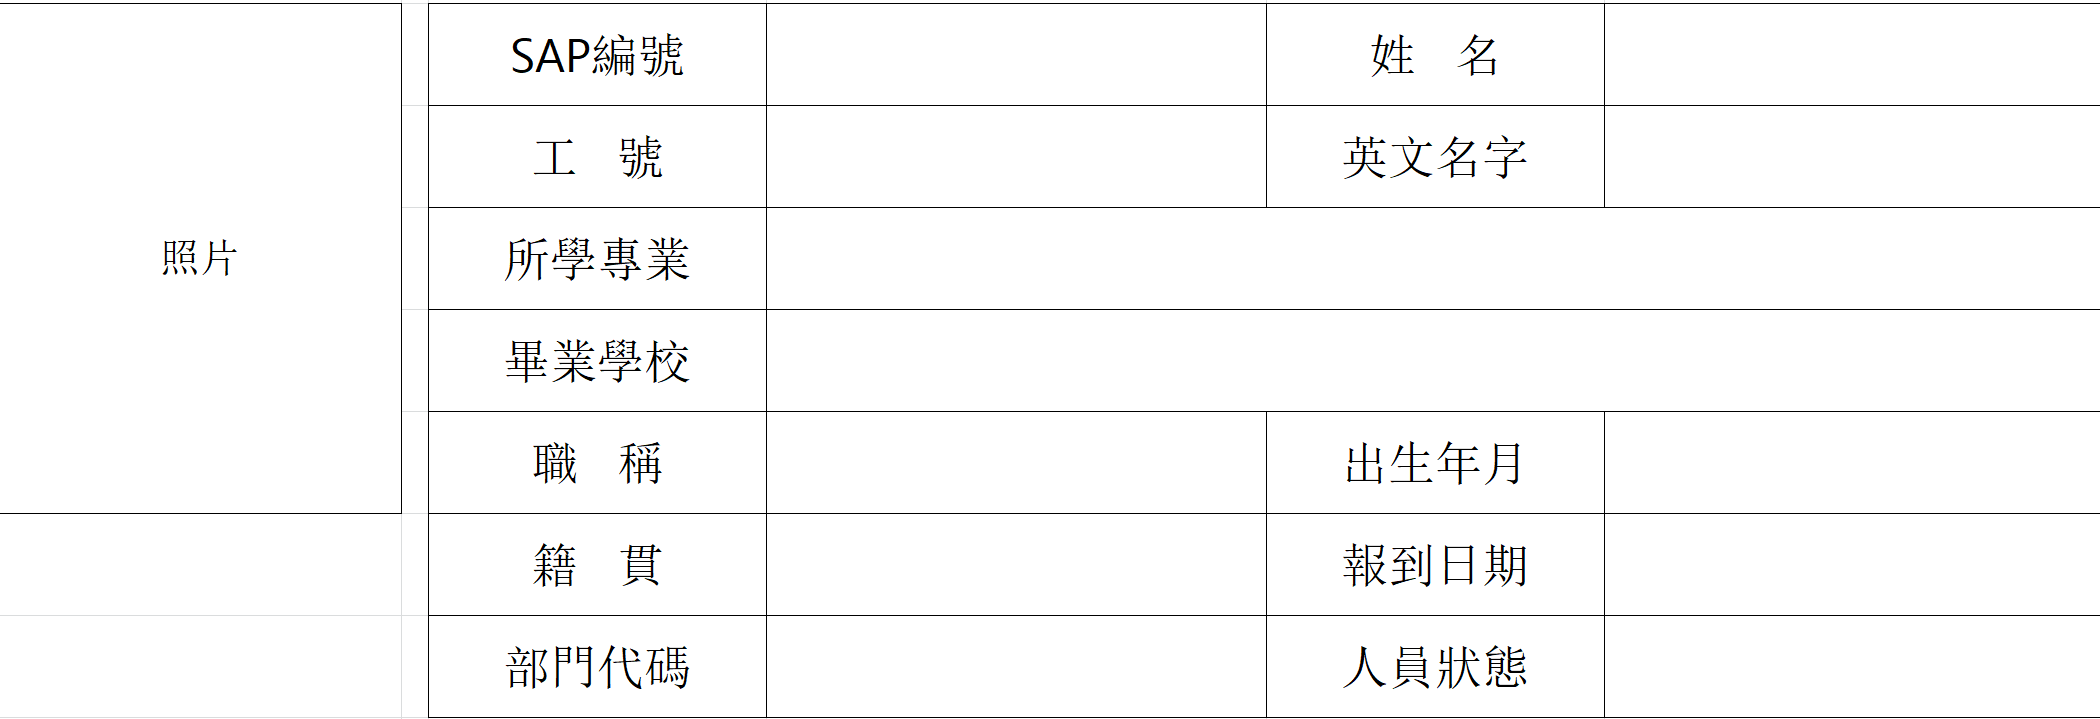 SAP編號 姓 名
工 號 英文名字
照片 所學專業
畢業學校
職 稱 出生年月
籍 貫 報到日期
部門代碼 人員狀態